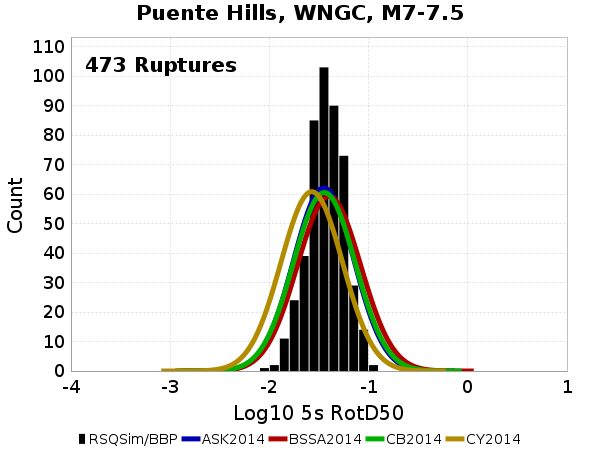 Puente Hills, WNGC, M7-7.5
473 Ruptures
Count
110
100
90
80
70
60
50
40
30
20
10
0
-4 -3 -2 -1 0 1
Log10 5s RotD50
RSQSim/BBP ASK2014 BSSA2014 CB2014 CY2014